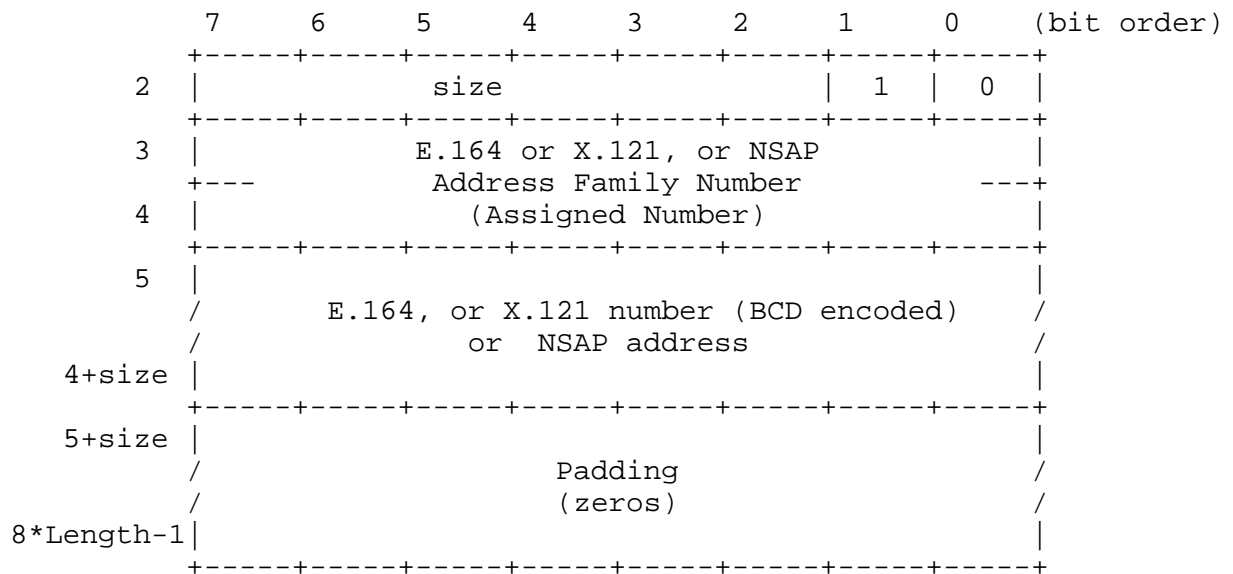 7 6 5 4 3 2 1 0 (bit order)
+-----+-----+-----+-----+-----+-----+-----+-----+
2 | size | 1 | 0 |
+-----+-----+-----+-----+-----+-----+-----+-----+
3 | E.164 or X.121, or NSAP |
+--- Address Family Number ---+
4 | (Assigned Number) |
+-----+-----+-----+-----+-----+-----+-----+-----+
5 | |
/ E.164, or X.121 number (BCD encoded) /
/ or NSAP address /
4+size | |
+-----+-----+-----+-----+-----+-----+-----+-----+
5+size | |
/ Padding /
/ (zeros) /
8*Length-1| |
+-----+-----+-----+-----+-----+-----+-----+-----+